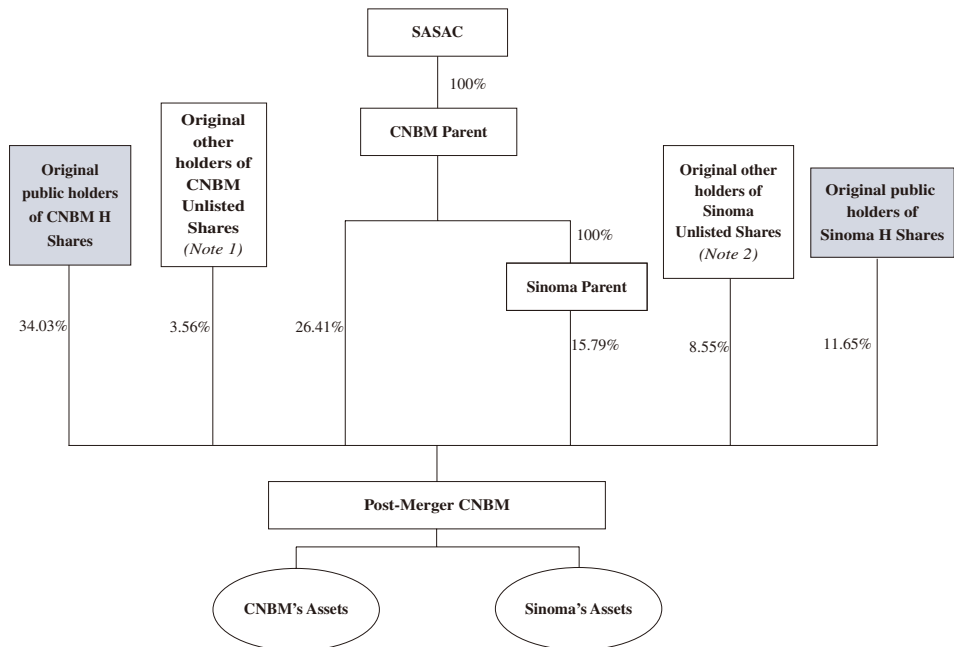 SASAC
100%
CNBM Parent
Original
public holders
of CNBM H
Shares
Original
other
holders of
CNBM
Unlisted
Shares
(Note 1)
Original other
holders of
Sinoma
Unlisted Shares
(Note 2)
Original public
holders of
Sinoma H Shares
100%
Sinoma Parent
34.03%
3.56%
26.41%
15.79%
8.55%
11.65%
Post-Merger CNBM
CNBM's Assets
Sinoma's Assets